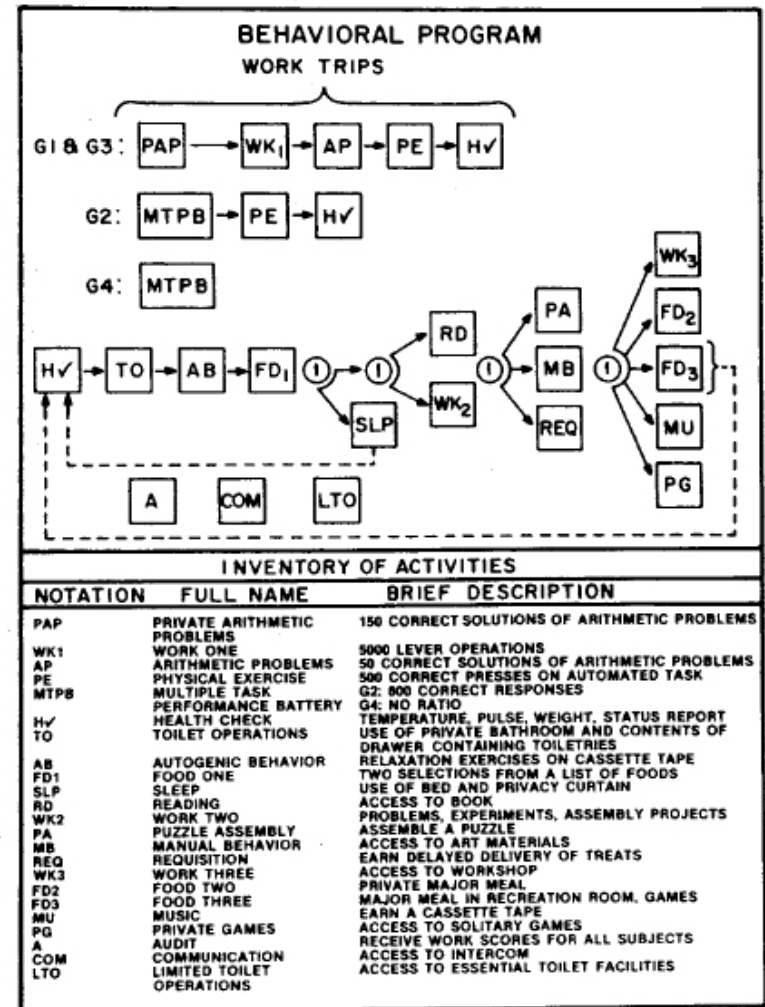 BEHAVIORAL PROGRAM
WORK TRIPS
G1 & G3: PAP WK1 AP PE H✓
G2: MTPB PE H✓
G4: MTPB
WK3
RD PA FD2
H✓ TO AB FD1 1 1 1 MB 1 FD3
WK2
SLP REQ MU
PG
A COM LTO
INVENTORY OF ACTIVITIES
NOTATION FULL NAME BRIEF DESCRIPTION
PAP PRIVATE ARITHMETIC 150 CORRECT SOLUTIONS OF ARITHMETIC PROBLEMS
PROBLEMS
WK1 WORK ONE 5000 LEVER OPERATIONS
AP ARITHMETIC PROBLEMS 50 CORRECT SOLUTIONS OF ARITHMETIC PROBLEMS
PE PHYSICAL EXERCISE 500 CORRECT PRESSES ON AUTOMATED TASK
MTPB MULTIPLE TASK G2: 800 CORRECT RESPONSES
PERFORMANCE BATTERY G4: NO RATIO
H✓ HEALTH CHECK TEMPERATURE, PULSE, WEIGHT, STATUS REPORT
TO TOILET OPERATIONS USE OF PRIVATE BATHROOM AND CONTENTS OF
DRAWER CONTAINING TOILETRIES
AB AUTOGENIC BEHAVIOR RELAXATION EXERCISES ON CASSETTE TAPE
FD1 FOOD ONE TWO SELECTIONS FROM A LIST OF FOODS
SLP SLEEP USE OF BED AND PRIVACY CURTAIN
RD READING ACCESS TO BOOK
WK2 WORK TWO PROBLEMS, EXPERIMENTS, ASSEMBLY PROJECTS
PA PUZZLE ASSEMBLY ASSEMBLE A PUZZLE
MB MANUAL BEHAVIOR ACCESS TO ART MATERIALS
REQ REQUISITION EARN DELAYED DELIVERY OF TREATS
WK3 WORK THREE ACCESS TO WORKSHOP
FD2 FOOD TWO PRIVATE MAJOR MEAL
FD3 FOOD THREE MAJOR MEAL IN RECREATION ROOM, GAMES
MU MUSIC EARN A CASSETTE TAPE
PG PRIVATE GAMES ACCESS TO SOLITARY GAMES
A AUDIT RECEIVE WORK SCORES FOR ALL SUBJECTS
COM COMMUNICATION ACCESS TO INTERCOM
LTO LIMITED TOILET ACCESS TO ESSENTIAL TOILET FACILITIES
OPERATIONS